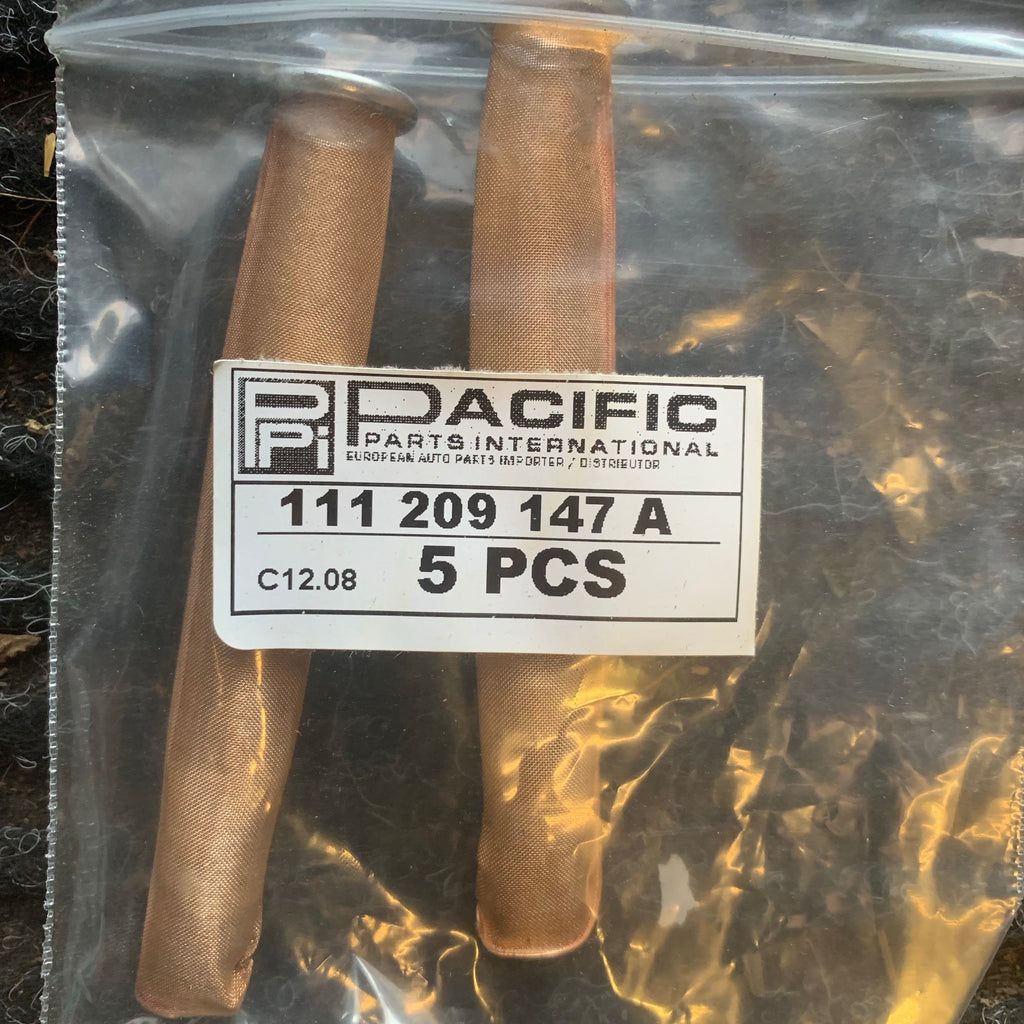 PPi PACIFIC
PARTS INTERNATIONAL
EUROPEAN AUTO PARTS IMPORTER / DISTRIBUTOR
111 209 147 A
C12.08 5 PCS